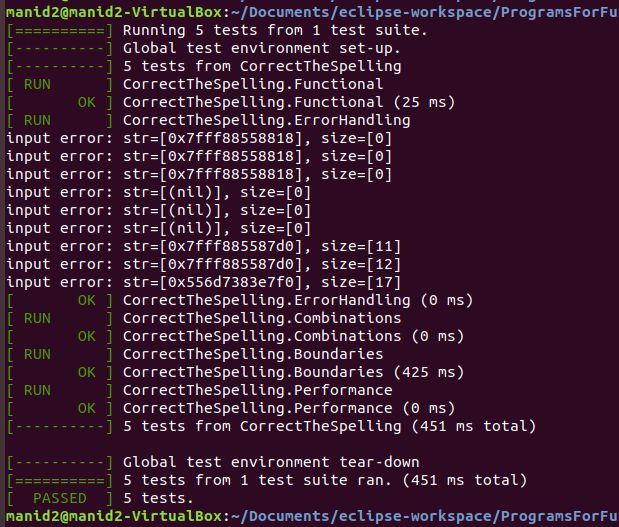 manid2@manid2-VirtualBox:~/Documents/eclipse-workspace/ProgramsForFu
[==========] Running 5 tests from 1 test suite.
[----------] Global test environment set-up.
[----------] 5 tests from CorrectTheSpelling
[ RUN      ] CorrectTheSpelling.Functional
[       OK ] CorrectTheSpelling.Functional (25 ms)
[ RUN      ] CorrectTheSpelling.ErrorHandling
input error: str=[0x7fff88558818], size=[0]
input error: str=[0x7fff88558818], size=[0]
input error: str=[0x7fff88558818], size=[0]
input error: str=[(nil)], size=[0]
input error: str=[(nil)], size=[0]
input error: str=[(nil)], size=[0]
input error: str=[0x7fff885587d0], size=[11]
input error: str=[0x7fff885587d0], size=[12]
input error: str=[0x556d7383e7f0], size=[17]
[       OK ] CorrectTheSpelling.ErrorHandling (0 ms)
[ RUN      ] CorrectTheSpelling.Combinations
[       OK ] CorrectTheSpelling.Combinations (0 ms)
[ RUN      ] CorrectTheSpelling.Boundaries
[       OK ] CorrectTheSpelling.Boundaries (425 ms)
[ RUN      ] CorrectTheSpelling.Performance
[       OK ] CorrectTheSpelling.Performance (0 ms)
[----------] 5 tests from CorrectTheSpelling (451 ms total)
[----------] Global test environment tear-down
[==========] 5 tests from 1 test suite ran. (451 ms total)
[  PASSED  ] 5 tests.
manid2@manid2-VirtualBox:~/Documents/eclipse-workspace/ProgramsForFu